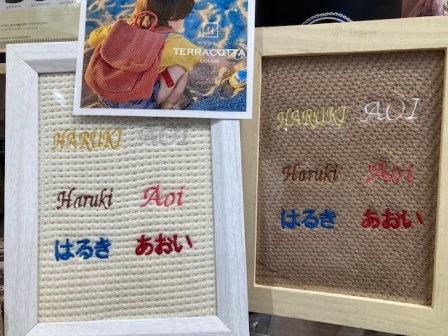 TERRACOTTA
COLOR
HARUKI AOI
Haruki Aoi
はるき あおい
HARUKI AOI
Haruki Aoi
はるき あおい